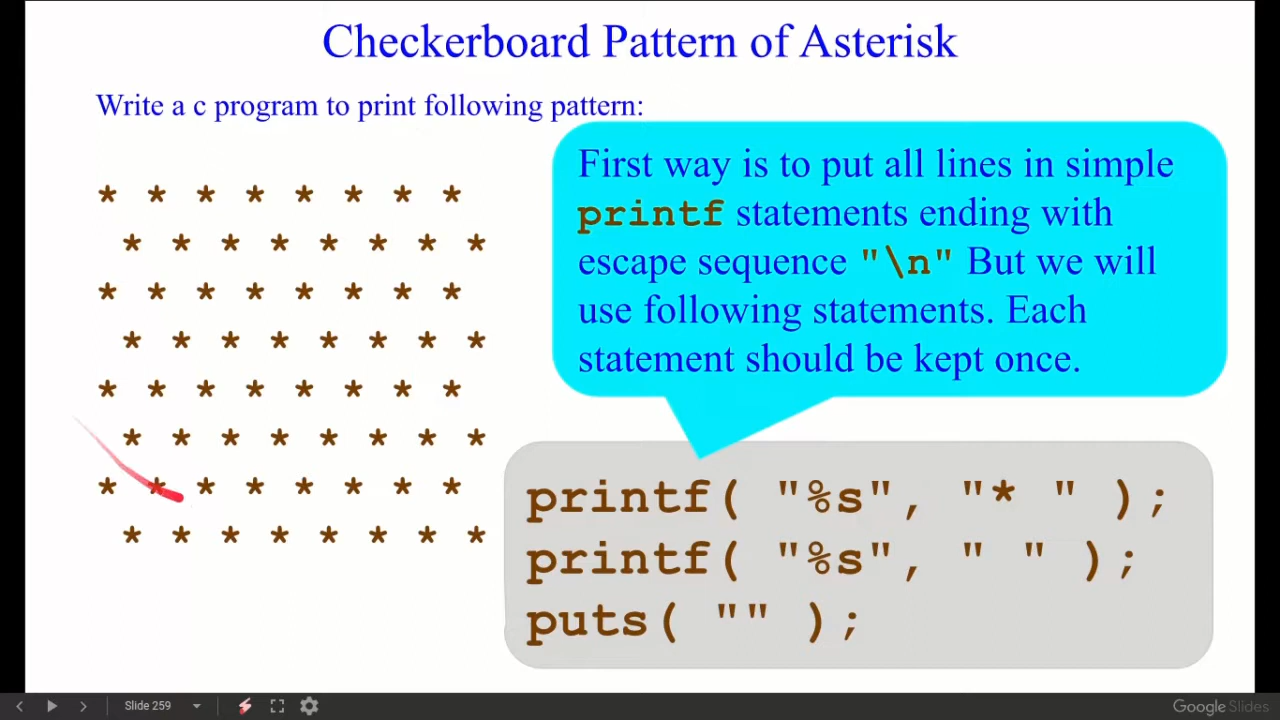 Checkerboard Pattern of Asterisk
Write a c program to print following pattern:
* * * * * * * *
 * * * * * * * *
* * * * * * * *
 * * * * * * * *
* * * * * * * *
 * * * * * * * *
* * * * * * * *
 * * * * * * * *
First way is to put all lines in simple
printf statements ending with
escape sequence "\n" But we will
use following statements. Each
statement should be kept once.
printf( "%s", "* " );
printf( "%s", " " );
puts( "" );
Slide 259
Google Slides